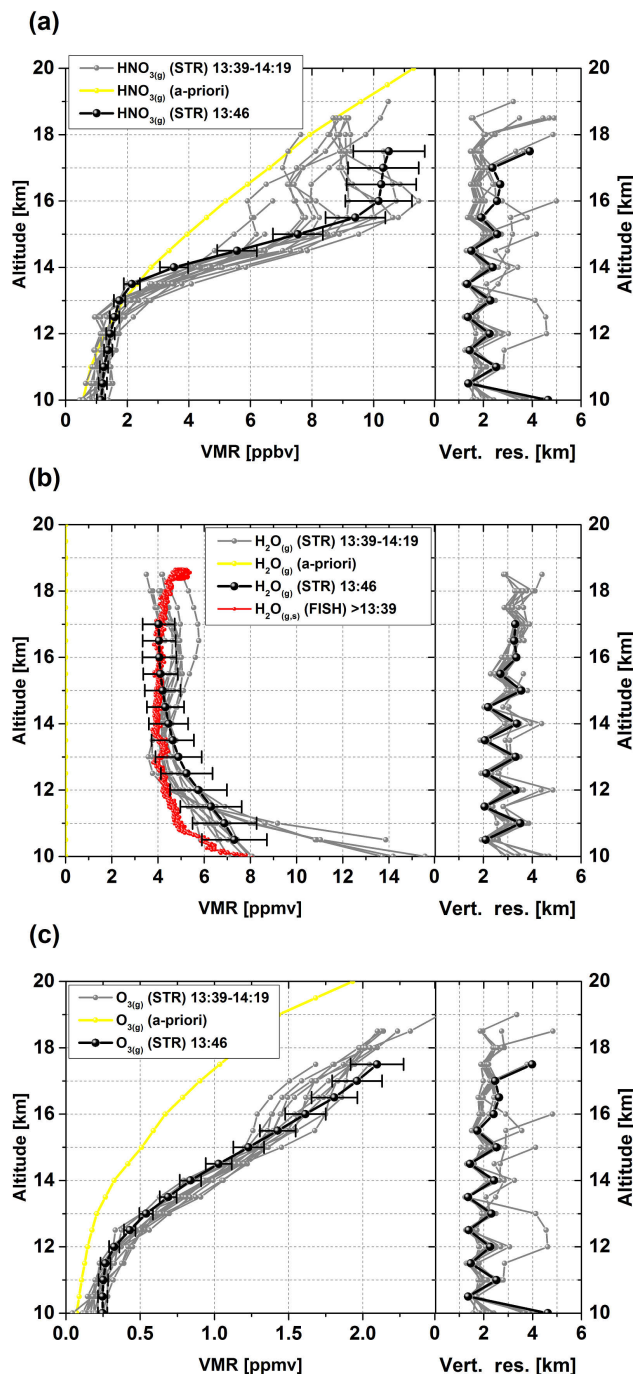 (a)
HNO3(g) (STR) 13:39-14:19
HNO3(g) (a-priori)
HNO3(g) (STR) 13:46
20
18
16
14
12
10
Altitude [km]
0 2 4 6 8 10 0 2 4 6
VMR [ppbv] Vert. res. [km]
20
18
16
14
12
10
Altitude [km]
(b)
H2O(g) (STR) 13:39-14:19
H2O(g) (a-priori)
H2O(g) (STR) 13:46
H2O(g,s) (FISH) >13:39
20
18
16
14
12
10
Altitude [km]
0 2 4 6 8 10 12 14 0 2 4 6
VMR [ppmv] Vert. res. [km]
20
18
16
14
12
10
Altitude [km]
(c)
O3(g) (STR) 13:39-14:19
O3(g) (a-priori)
O3(g) (STR) 13:46
20
18
16
14
12
10
Altitude [km]
0.0 0.5 1.0 1.5 2.0 0 2 4 6
VMR [ppmv] Vert. res. [km]
20
18
16
14
12
10
Altitude [km]